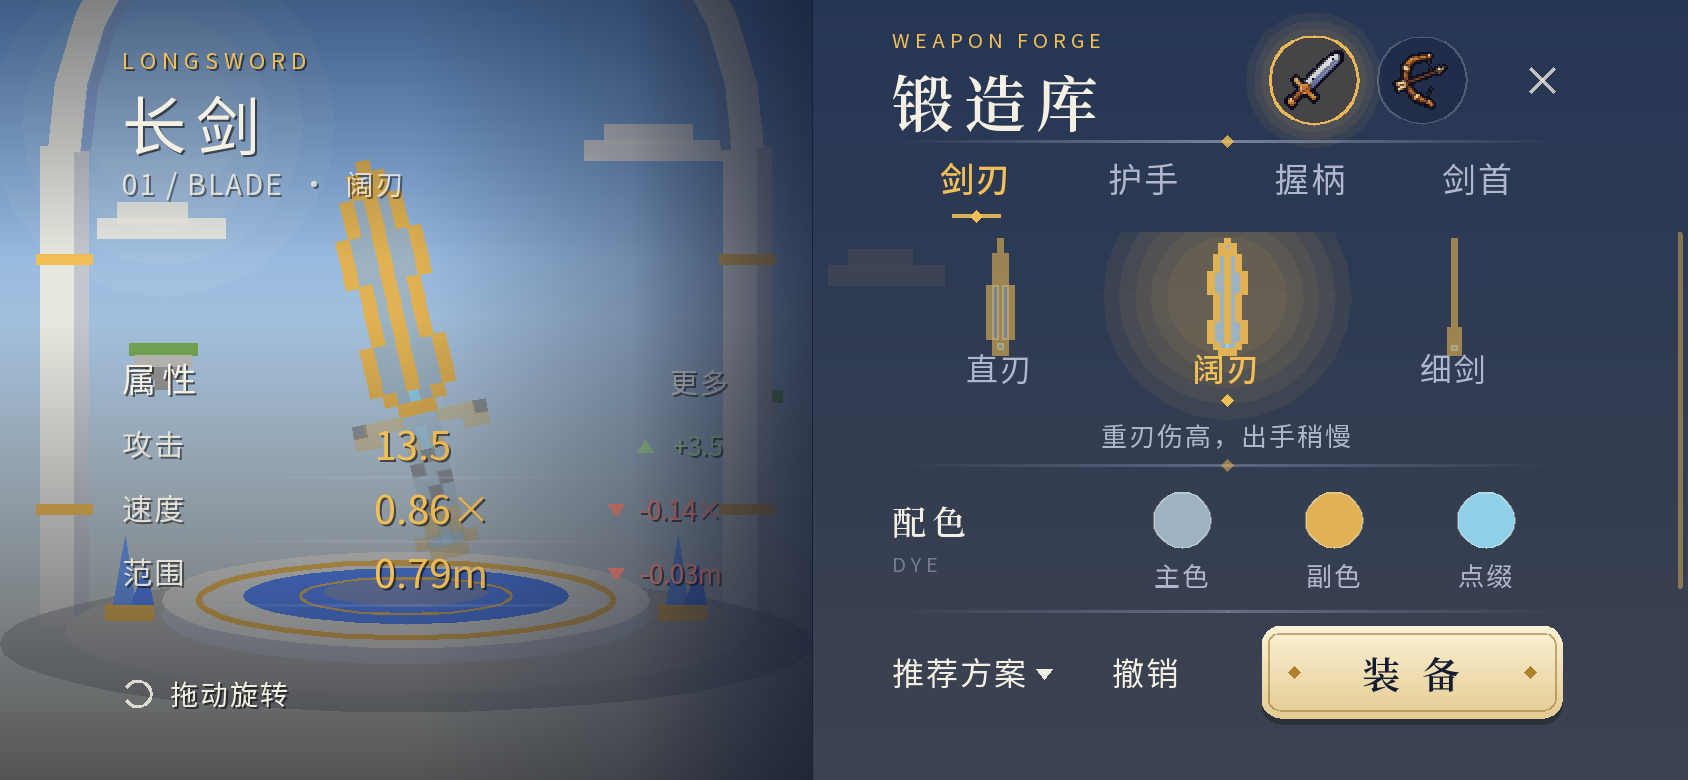 LONGSWORD
长剑
01 / BLADE · 阔刃
属性
更多
攻击 13.5 ▲ +3.5
速度 0.86× ▼ -0.14×
范围 0.79m ▼ -0.03m
拖动旋转
WEAPON FORGE
锻造库
剑刃 护手 握柄 剑首
直刃 阔刃 细剑
重刃伤高，出手稍慢
配色
DYE
主色 副色 点缀
推荐方案 撤销 装备